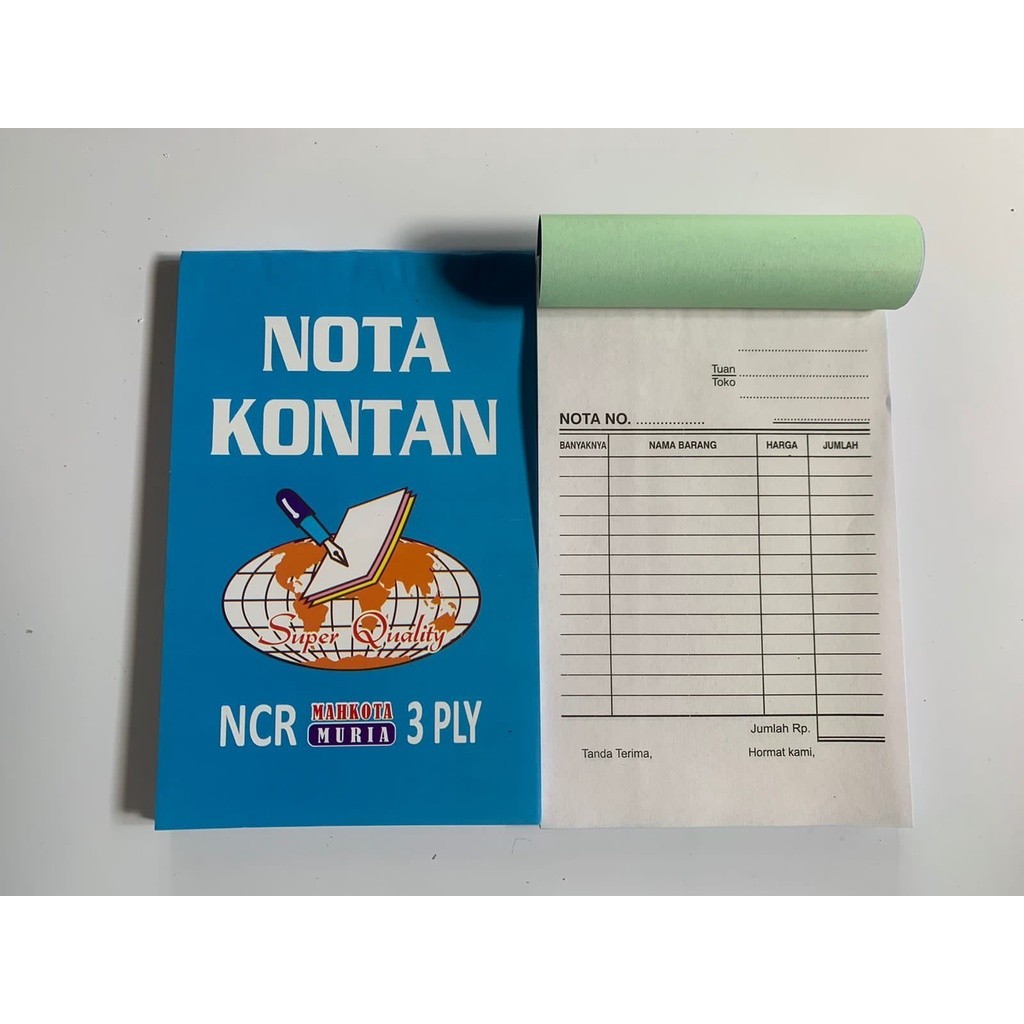 NOTA
KONTAN
Super Quality
NCR MAHKOTA MURIA 3 PLY
Tuan
Toko
NOTA NO. ..................
BANYAKNYA NAMA BARANG HARGA JUMLAH
Jumlah Rp.
Tanda Terima, Hormat kami,